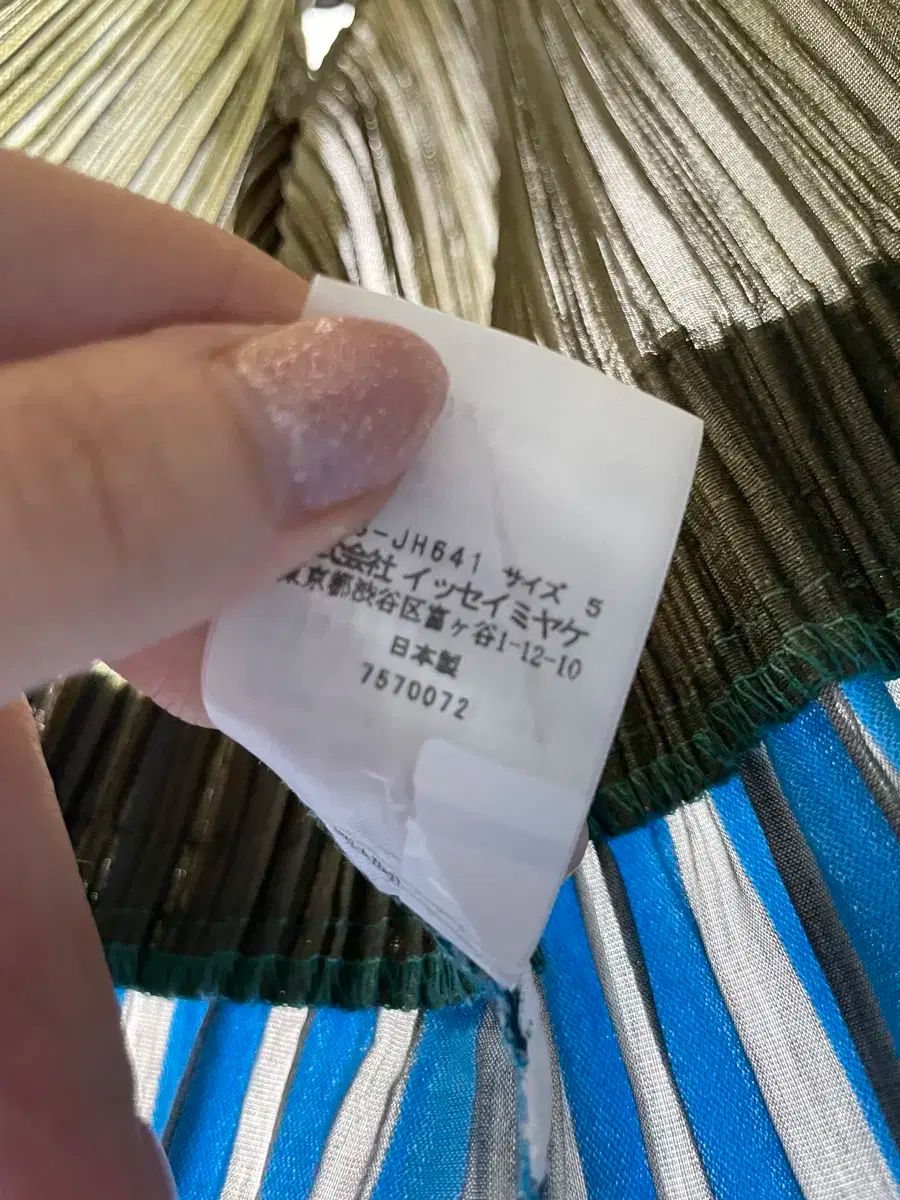 -JH641 サイズ 5
式会社 イッセイミヤケ
東京都渋谷区富ヶ谷1-12-10
日本製
7570072